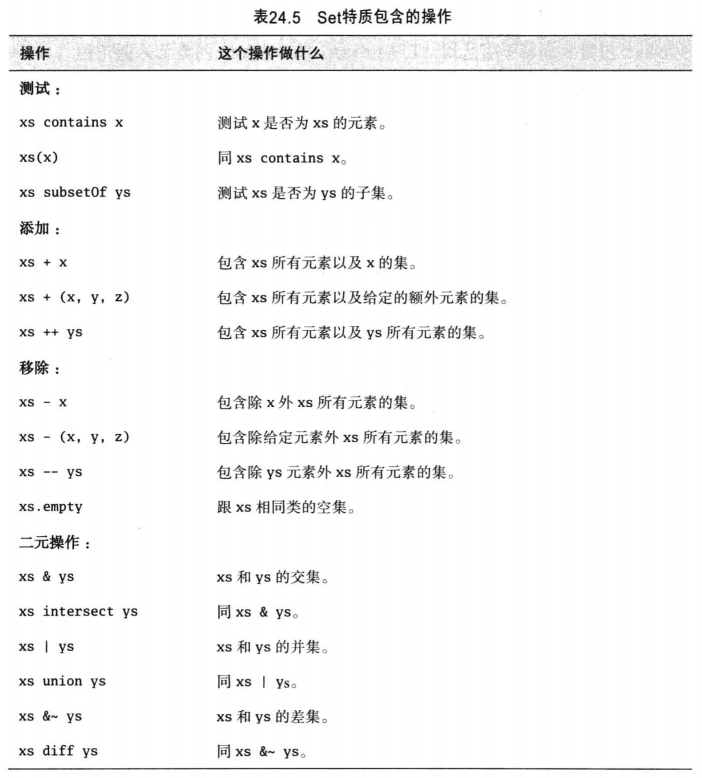 表24.5 Set特质包含的操作
操作 这个操作做什么
测试：
xs contains x 测试 x 是否为 xs 的元素。
xs(x) 同 xs contains x。
xs subsetOf ys 测试 xs 是否为 ys 的子集。
添加：
xs + x 包含 xs 所有元素以及 x 的集。
xs + (x, y, z) 包含 xs 所有元素以及给定的额外元素的集。
xs ++ ys 包含 xs 所有元素以及 ys 所有元素的集。
移除：
xs - x 包含除 x 外 xs 所有元素的集。
xs - (x, y, z) 包含除给定元素外 xs 所有元素的集。
xs -- ys 包含除 ys 元素外 xs 所有元素的集。
xs.empty 跟 xs 相同类的空集。
二元操作：
xs & ys xs 和 ys 的交集。
xs intersect ys 同 xs & ys。
xs | ys xs 和 ys 的并集。
xs union ys 同 xs | ys。
xs &~ ys xs 和 ys 的差集。
xs diff ys 同 xs &~ ys。